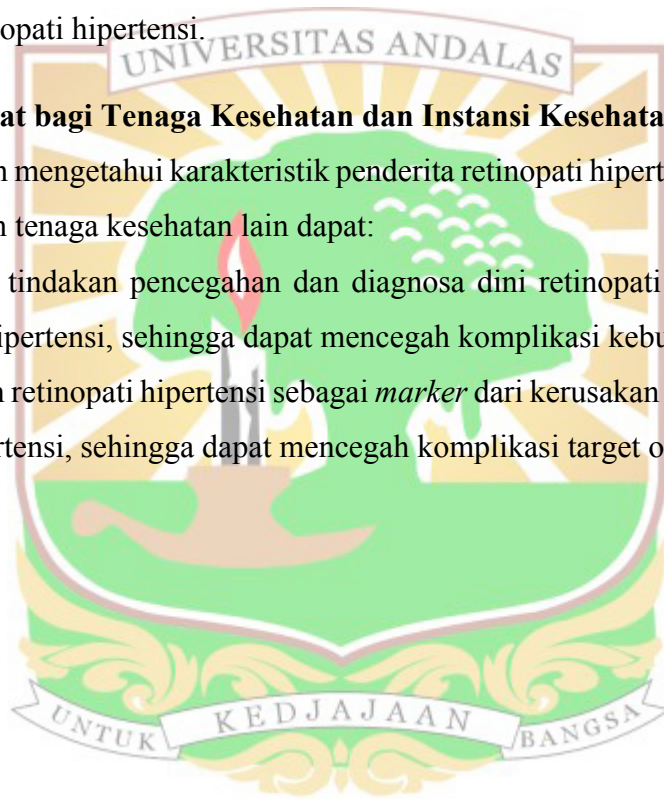 opati hipertensi.
UNIVERSITAS ANDALAS
at bagi Tenaga Kesehatan dan Instansi Kesehata
n mengetahui karakteristik penderita retinopati hipert
n tenaga kesehatan lain dapat:
tindakan pencegahan dan diagnosa dini retinopati
ipertensi, sehingga dapat mencegah komplikasi kebu
n retinopati hipertensi sebagai marker dari kerusakan
rtensi, sehingga dapat mencegah komplikasi target o
UNTUK KEDJAJAAN BANGSA